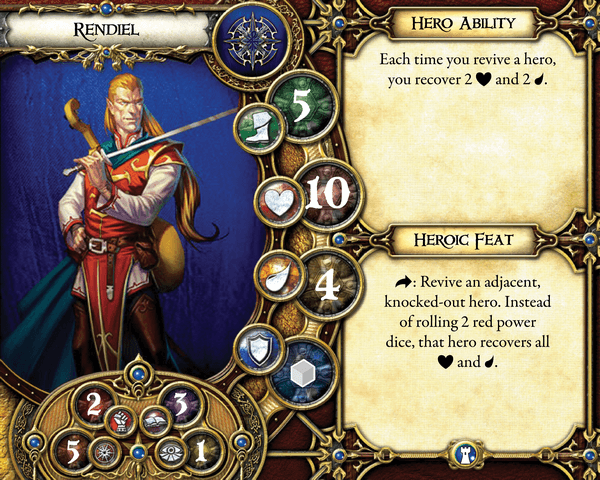 Rendiel
5
10
4
2
3
5
1
Hero Ability
Each time you revive a hero,
you recover 2 and 2 .
Heroic Feat
: Revive an adjacent,
knocked-out hero. Instead
of rolling 2 red power
dice, that hero recovers all
and .